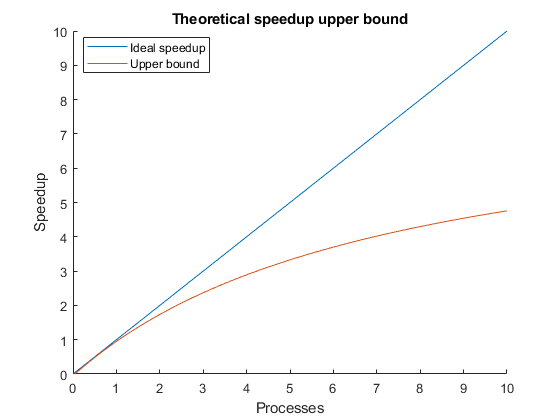 Theoretical speedup upper bound
Ideal speedup
Upper bound
10
9
8
7
6
5
4
3
2
1
0
Speedup
0 1 2 3 4 5 6 7 8 9 10
Processes